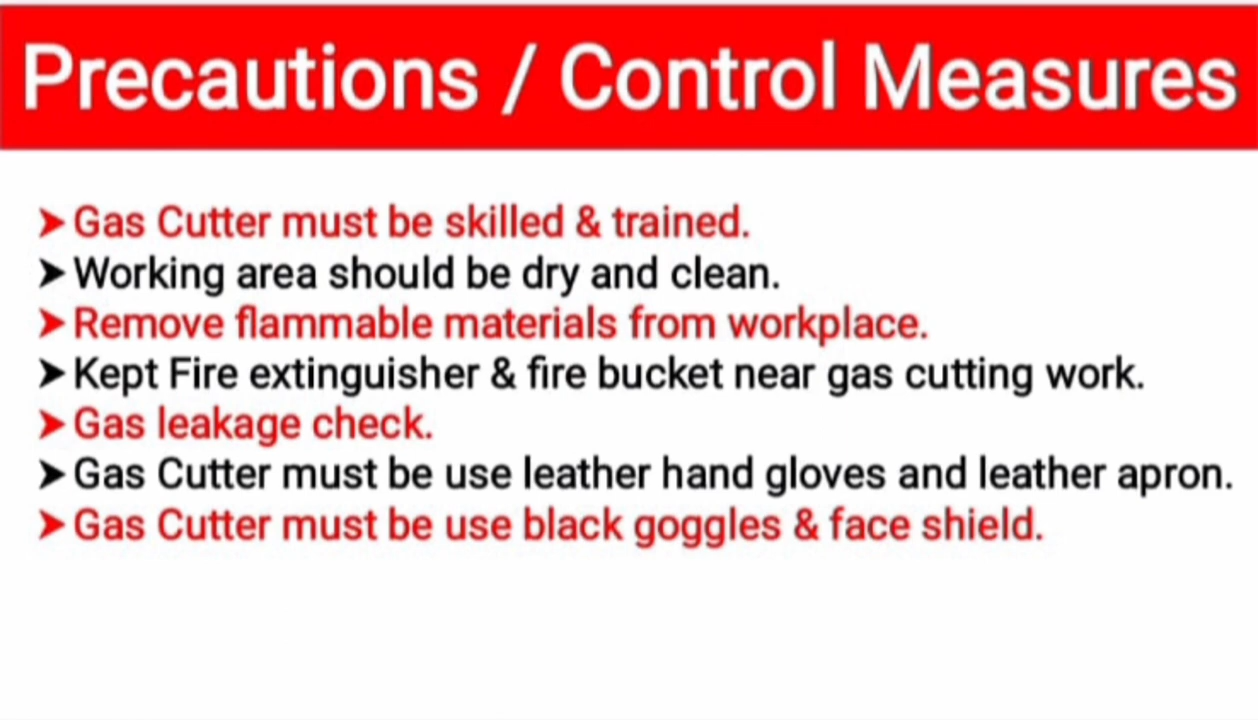 Precautions / Control Measures
➤Gas Cutter must be skilled & trained.
➤Working area should be dry and clean.
➤Remove flammable materials from workplace.
➤Kept Fire extinguisher & fire bucket near gas cutting work.
➤Gas leakage check.
➤Gas Cutter must be use leather hand gloves and leather apron.
➤Gas Cutter must be use black goggles & face shield.